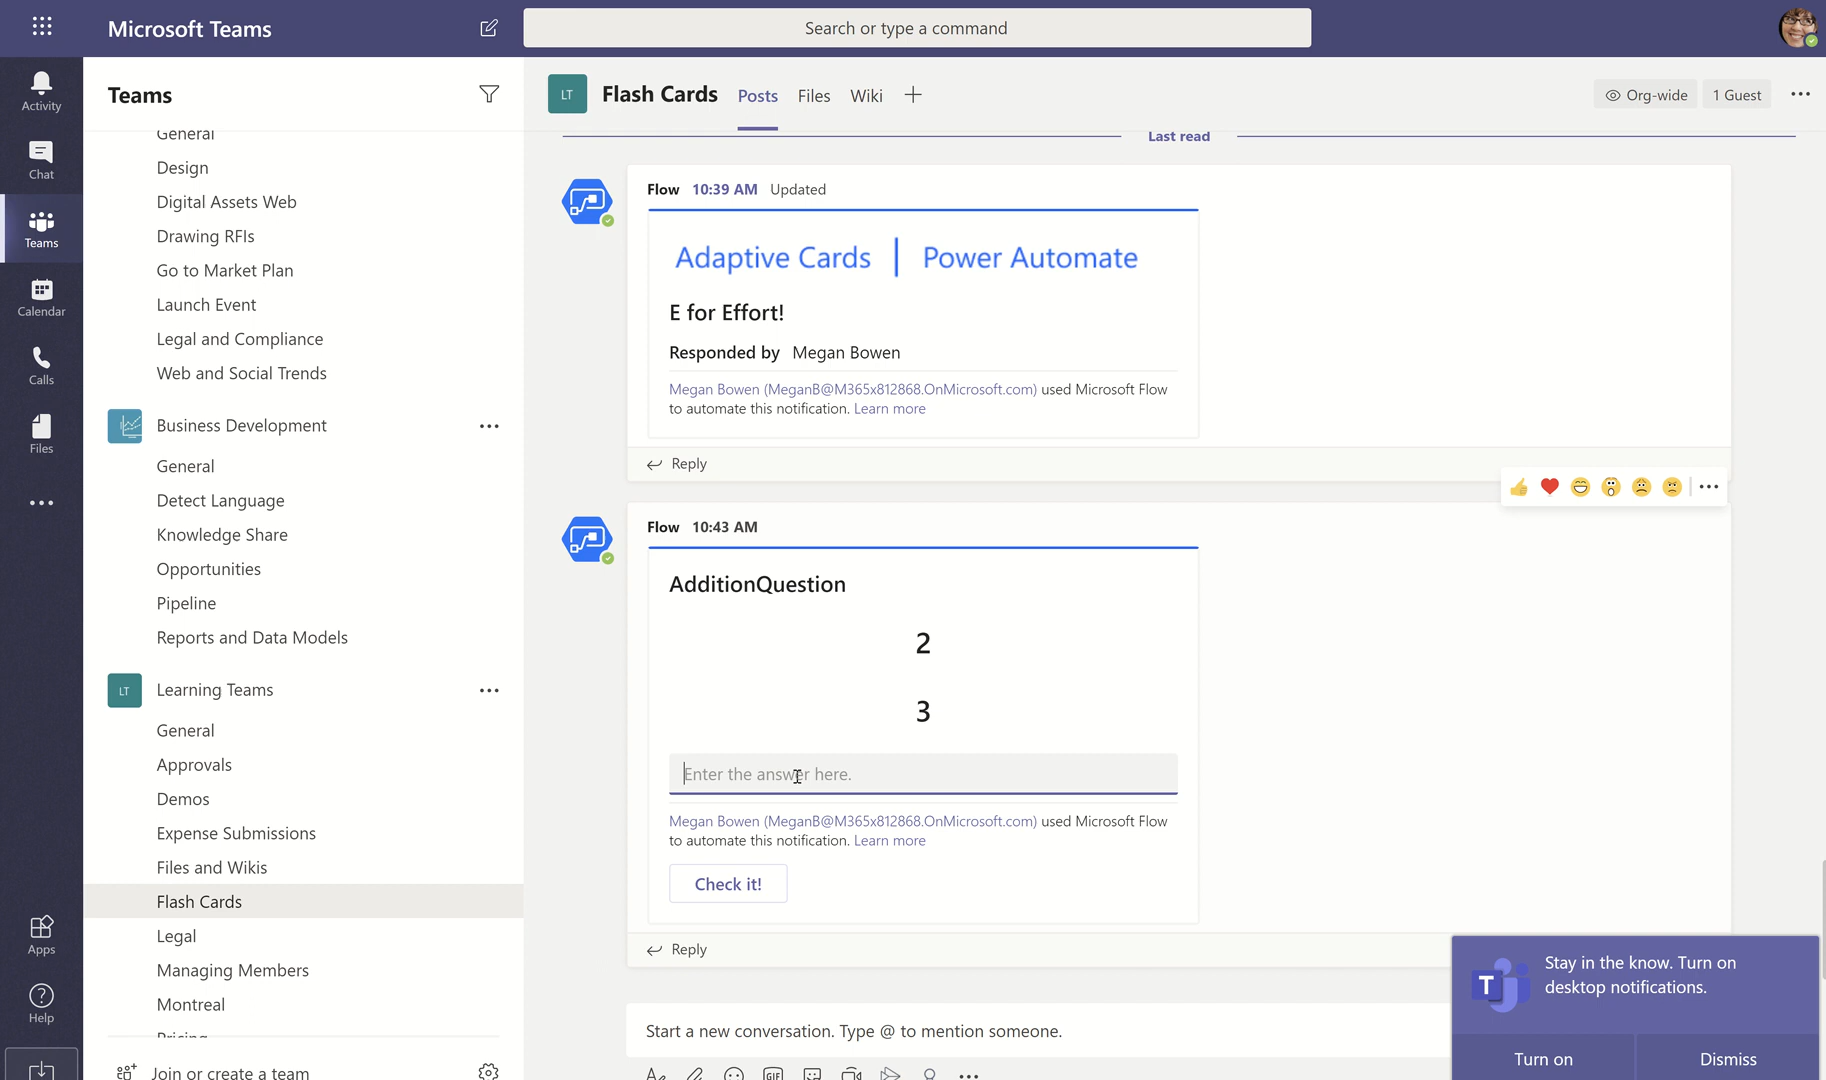 Microsoft Teams
Search or type a command
Activity
Chat
Teams
Calendar
Calls
Files
Apps
Help
Teams
General
Design
Digital Assets Web
Drawing RFIs
Go to Market Plan
Launch Event
Legal and Compliance
Web and Social Trends
Business Development
General
Detect Language
Knowledge Share
Opportunities
Pipeline
Reports and Data Models
LT Learning Teams
General
Approvals
Demos
Expense Submissions
Files and Wikis
Flash Cards
Legal
Managing Members
Montreal
Pricing
Join or create a team
LT Flash Cards Posts Files Wiki
Org-wide 1 Guest
Last read
Flow 10:39 AM Updated
Adaptive Cards | Power Automate
E for Effort!
Responded by Megan Bowen
Megan Bowen (MeganB@M365x812868.OnMicrosoft.com) used Microsoft Flow
to automate this notification. Learn more
Reply
Flow 10:43 AM
AdditionQuestion
2
3
Enter the answer here.
Megan Bowen (MeganB@M365x812868.OnMicrosoft.com) used Microsoft Flow
to automate this notification. Learn more
Check it!
Reply
Start a new conversation. Type @ to mention someone.
GIF
T
Stay in the know. Turn on
desktop notifications.
Turn on Dismiss